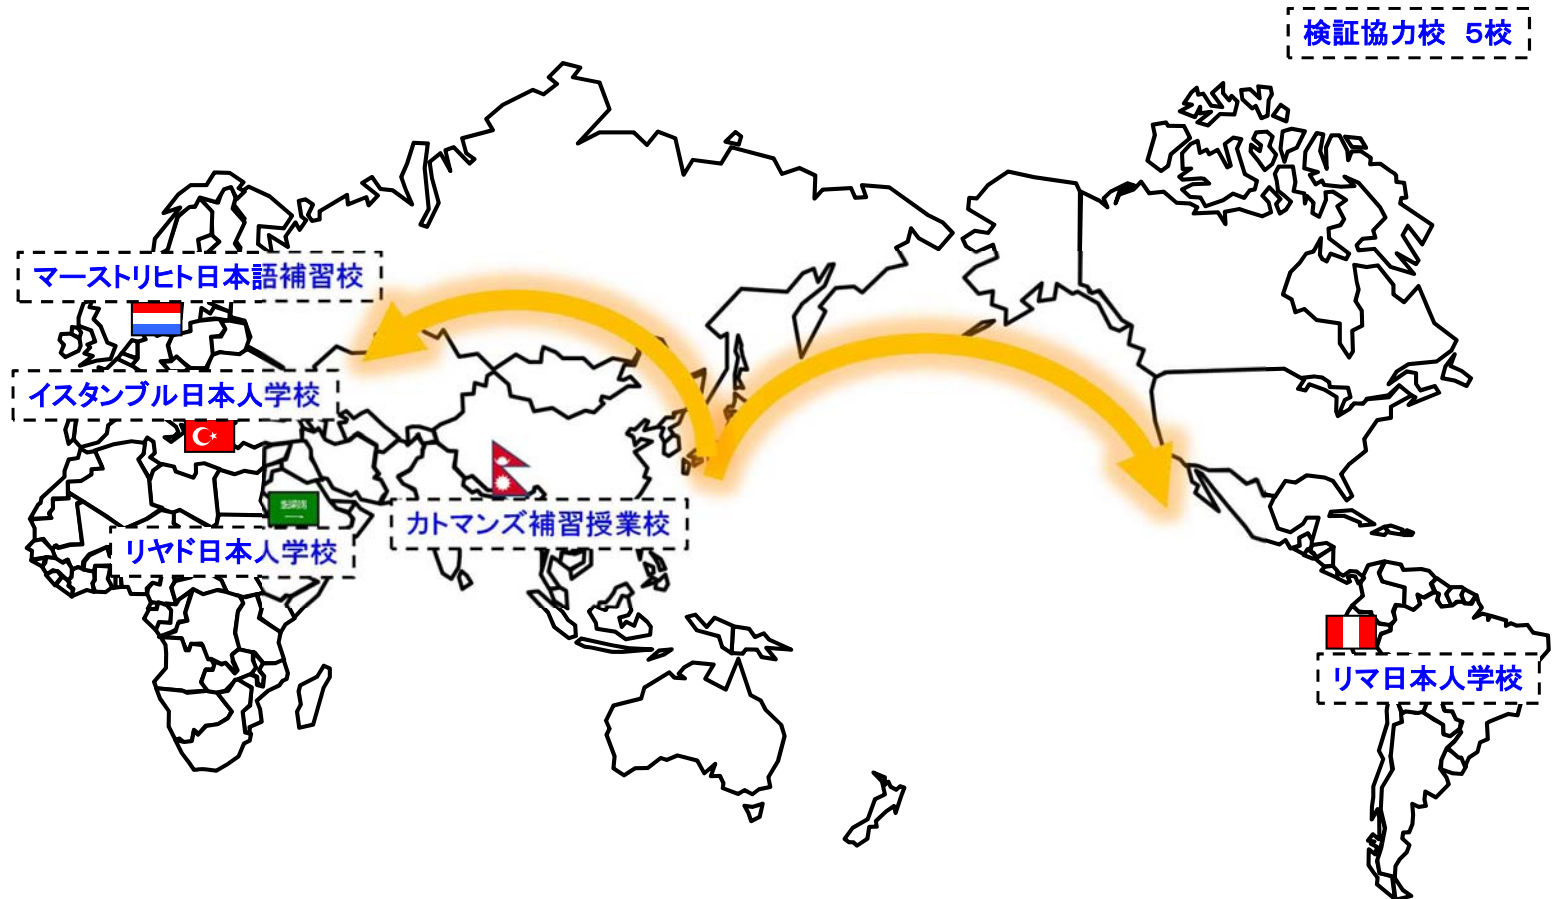 検証協力校 5校
マーストリヒト日本語補習校
イスタンブル日本人学校
カトマンズ補習授業校
リヤド日本人学校
リマ日本人学校